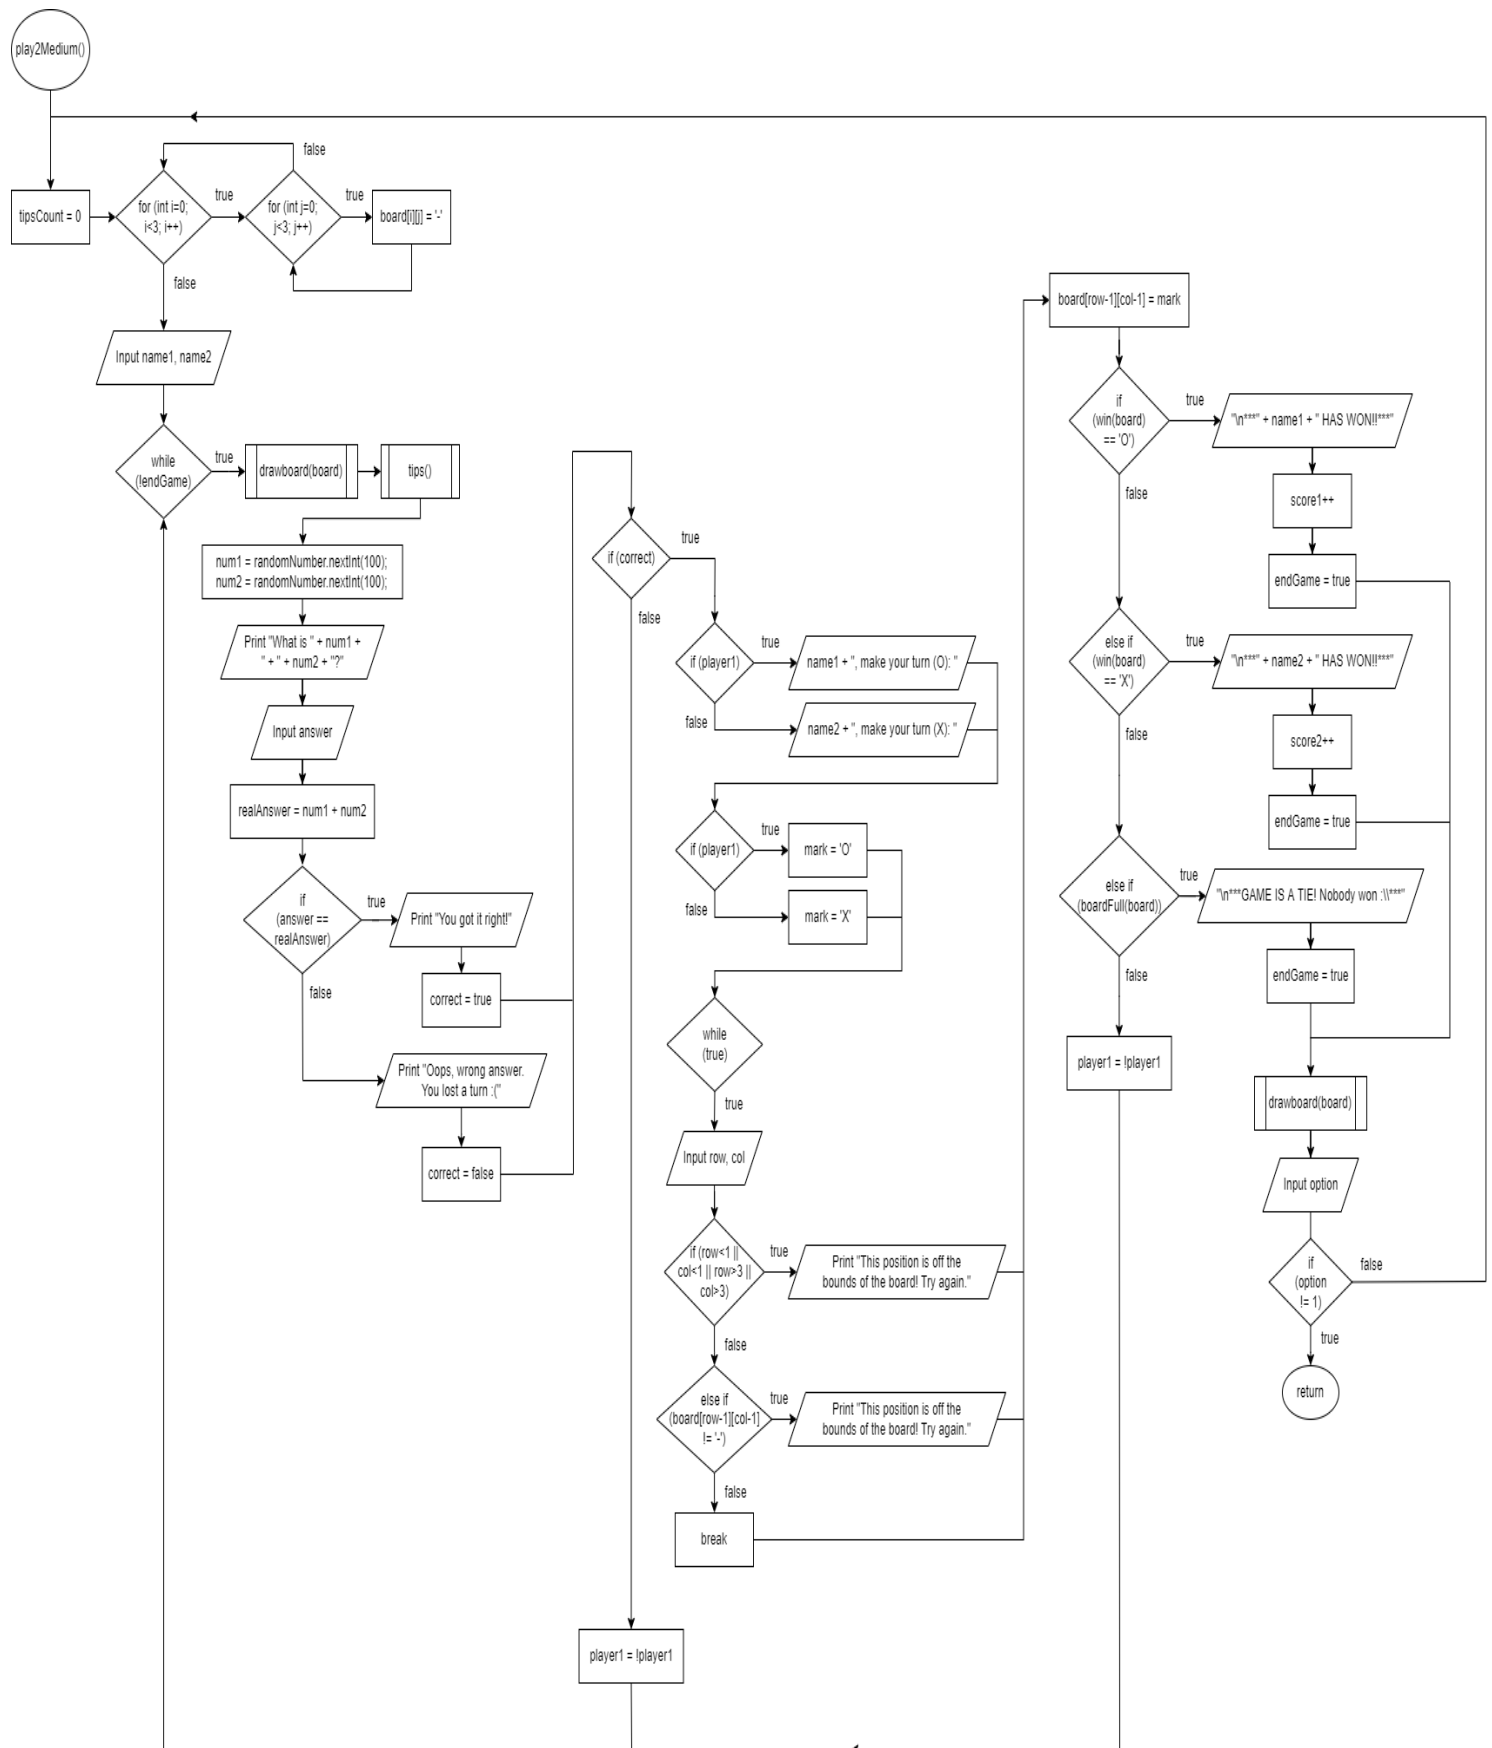 play2Medium()
tipsCount = 0
for (int i=0;
i<3; i++)
true
false
for (int j=0;
j<3; j++)
false
true
board[i][j] = '-'
Input name1, name2
while
(!endGame)
true
drawboard(board)
tips()
num1 = randomNumber.nextInt(100);
num2 = randomNumber.nextInt(100);
Print "What is " + num1 +
" + " + num2 + "?"
Input answer
realAnswer = num1 + num2
if
(answer ==
realAnswer)
true
Print "You got it right!"
correct = true
false
Print "Oops, wrong answer.
You lost a turn :("
correct = false
if (correct)
true
false
if (player1)
true
name1 + ", make your turn (O): "
false
name2 + ", make your turn (X): "
if (player1)
true
mark = 'O'
false
mark = 'X'
while
(true)
true
Input row, col
if (row<1 ||
col<1 || row>3 ||
col>3)
true
Print "This position is off the
bounds of the board! Try again."
false
else if
(board[row-1][col-1]
!= '-')
true
Print "This position is off the
bounds of the board! Try again."
false
break
player1 = !player1
board[row-1][col-1] = mark
if
(win(board)
== 'O')
true
"\n***" + name1 + " HAS WON!!***"
score1++
endGame = true
false
else if
(win(board)
== 'X')
true
"\n***" + name2 + " HAS WON!!***"
score2++
endGame = true
false
else if
(boardFull(board))
true
"\n***GAME IS A TIE! Nobody won :\\***"
endGame = true
false
player1 = !player1
drawboard(board)
Input option
if
(option
!= 1)
false
true
return